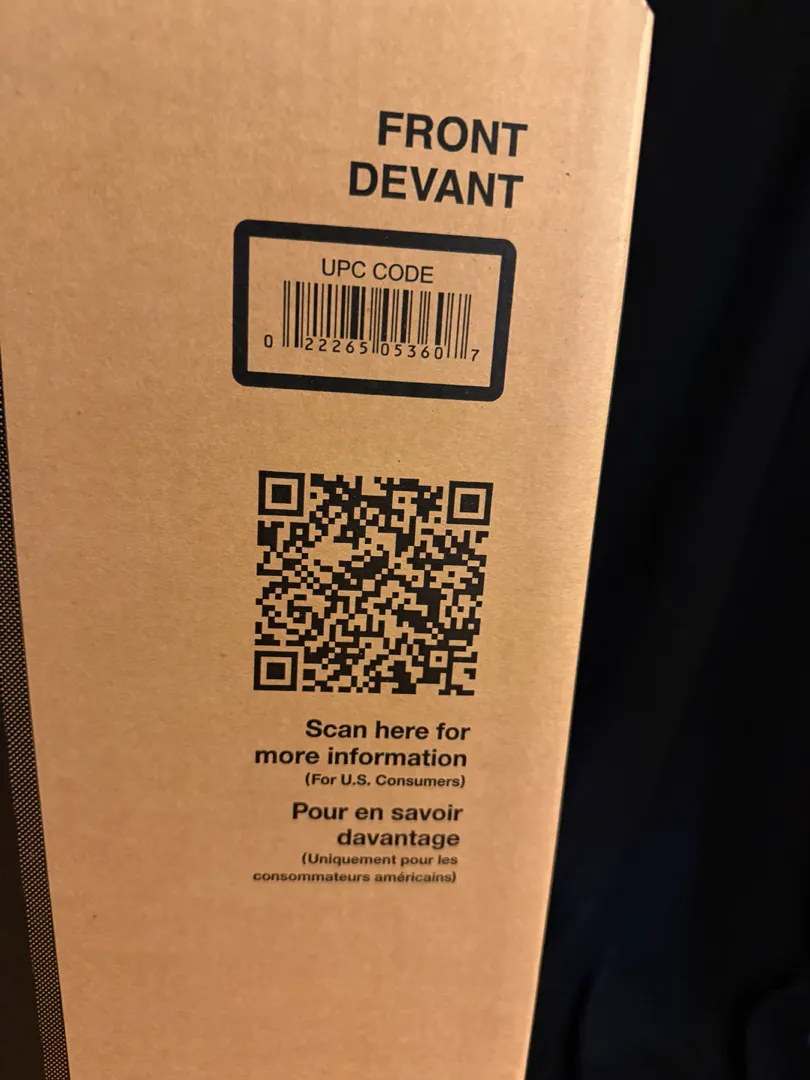 FRONT
DEVANT
UPC CODE
0 22265 05360 7
Scan here for
more information
(For U.S. Consumers)
Pour en savoir
davantage
(Uniquement pour les
consommateurs américains)